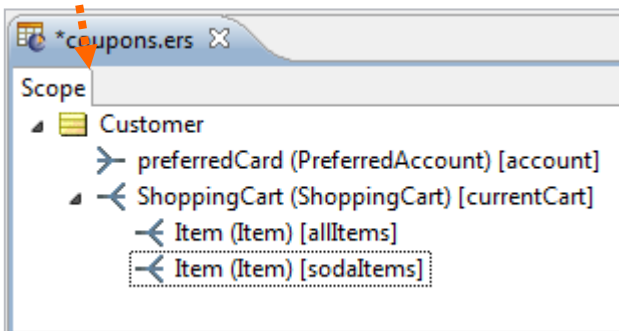 *coupons.ers
Scope
Customer
preferredCard (PreferredAccount) [account]
ShoppingCart (ShoppingCart) [currentCart]
Item (Item) [allItems]
Item (Item) [sodaItems]